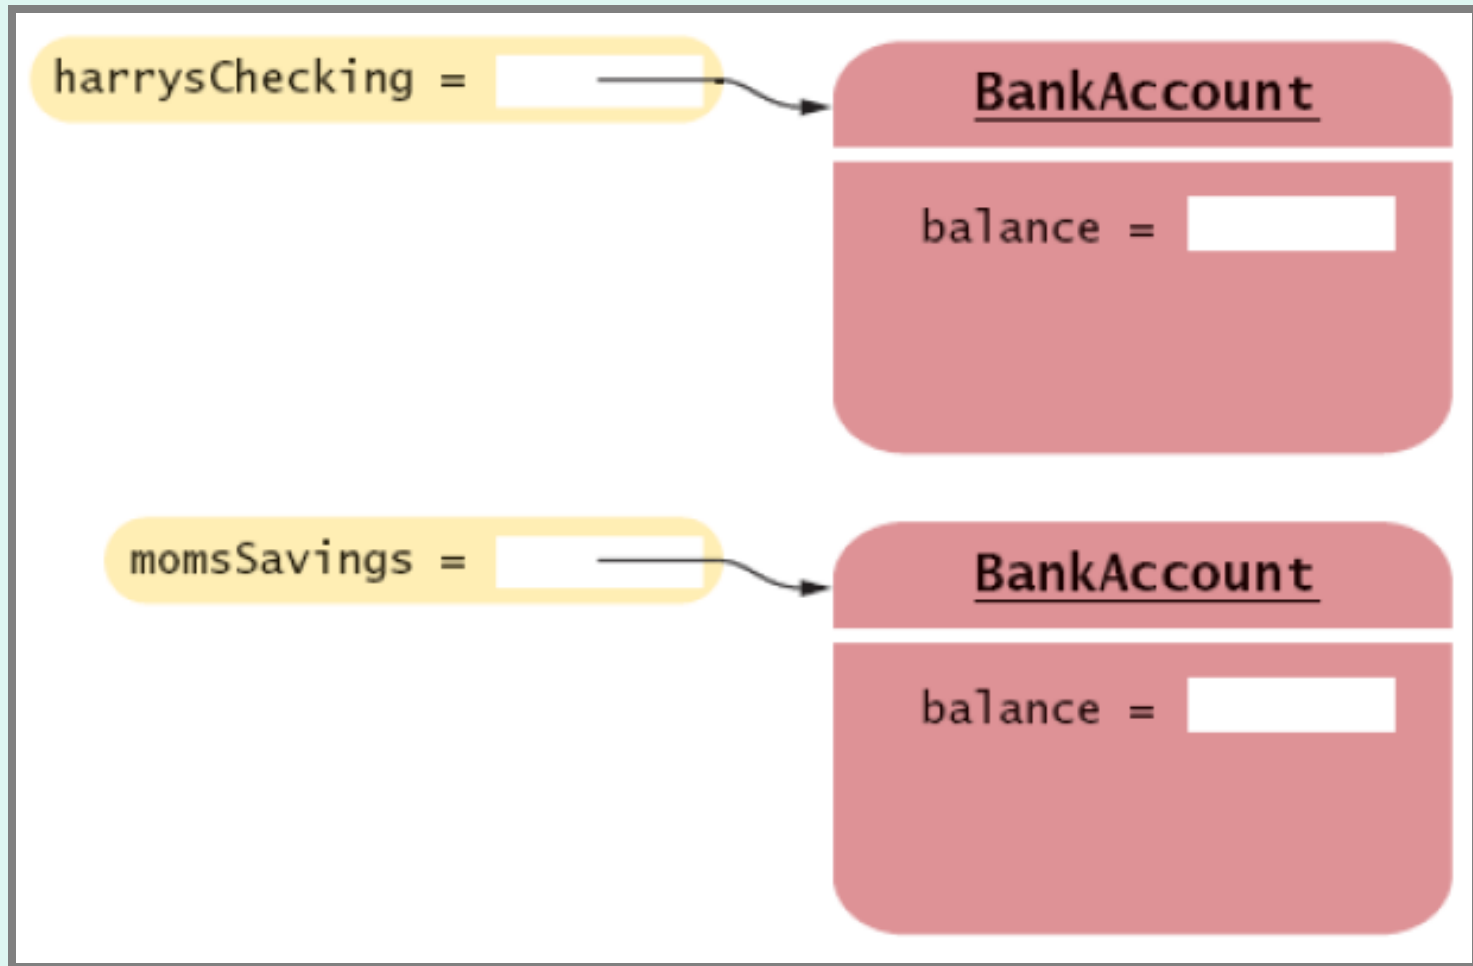 harrysChecking =
BankAccount
balance =
momsSavings =
BankAccount
balance =